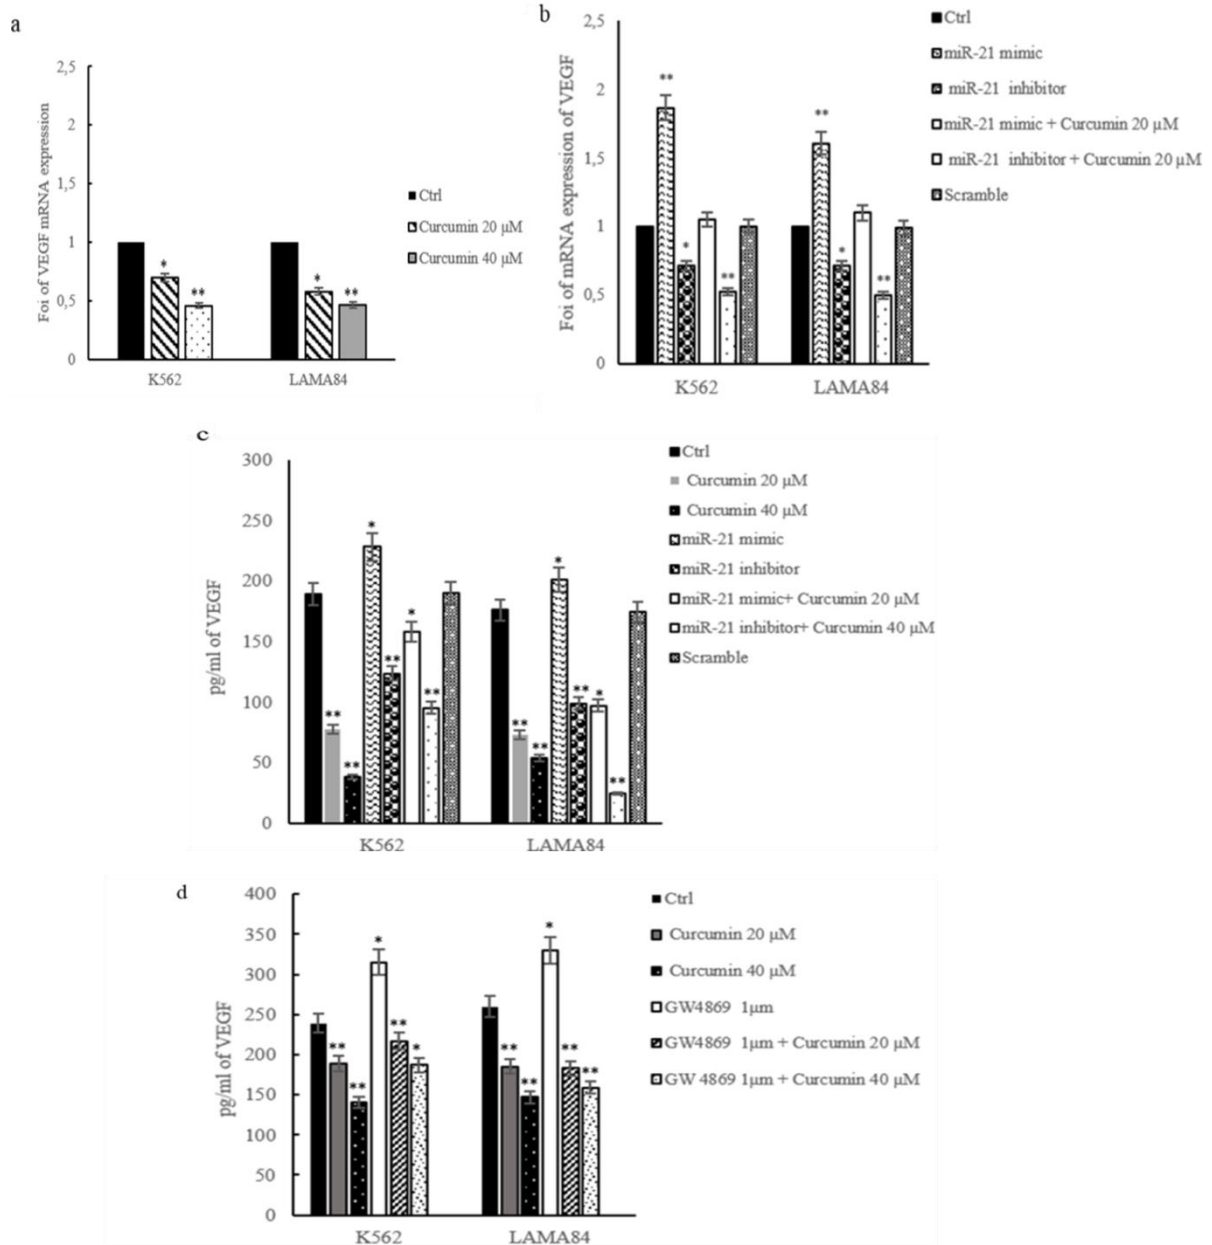 a
Foi of VEGF mRNA expression
2,5
2
1,5
1
0,5
0
*
**
*
**
K562
LAMA84
Ctrl
Curcumin 20 µM
Curcumin 40 µM
b
Foi of mRNA expression of VEGF
2,5
2
1,5
1
0,5
0
**
*
**
**
*
**
K562
LAMA84
Ctrl
miR-21 mimic
miR-21 inhibitor
miR-21 mimic + Curcumin 20 µM
miR-21 inhibitor + Curcumin 20 µM
Scramble
c
pg/ml of VEGF
300
250
200
150
100
50
0
**
**
*
**
*
**
**
**
*
**
*
**
K562
LAMA84
Ctrl
Curcumin 20 µM
Curcumin 40 µM
miR-21 mimic
miR-21 inhibitor
miR-21 mimic+ Curcumin 20 µM
miR-21 inhibitor+ Curcumin 40 µM
Scramble
d
pg/ml of VEGF
400
350
300
250
200
150
100
50
0
**
**
*
**
*
**
**
*
**
**
K562
LAMA84
Ctrl
Curcumin 20 µM
Curcumin 40 µM
GW4869 1µm
GW4869 1µm + Curcumin 20 µM
GW 4869 1µm + Curcumin 40 µM